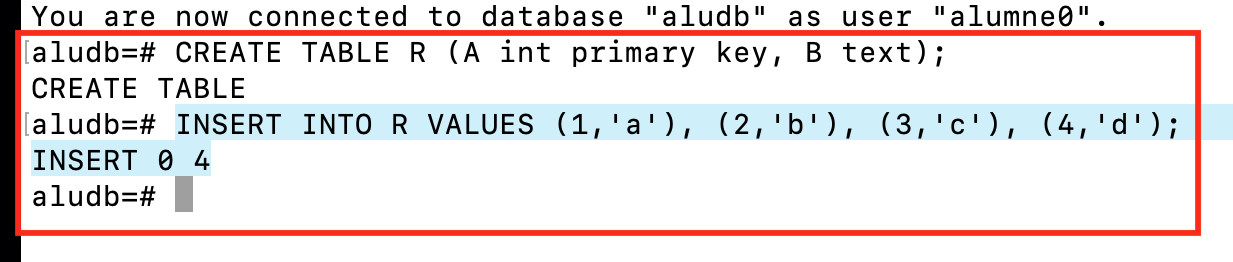 You are now connected to database "aludb" as user "alumne0".
[aludb=# CREATE TABLE R (A int primary key, B text);
CREATE TABLE
[aludb=# INSERT INTO R VALUES (1,'a'), (2,'b'), (3,'c'), (4,'d');
INSERT 0 4
aludb=#